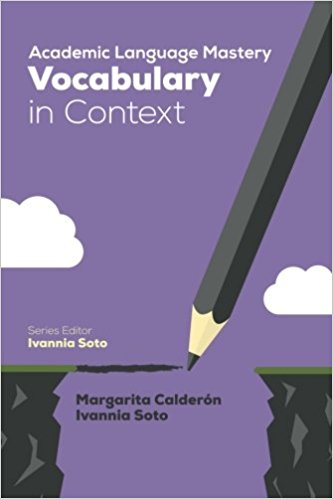 Academic Language Mastery
Vocabulary
in Context
Series Editor
Ivannia Soto
Margarita Calderón
Ivannia Soto